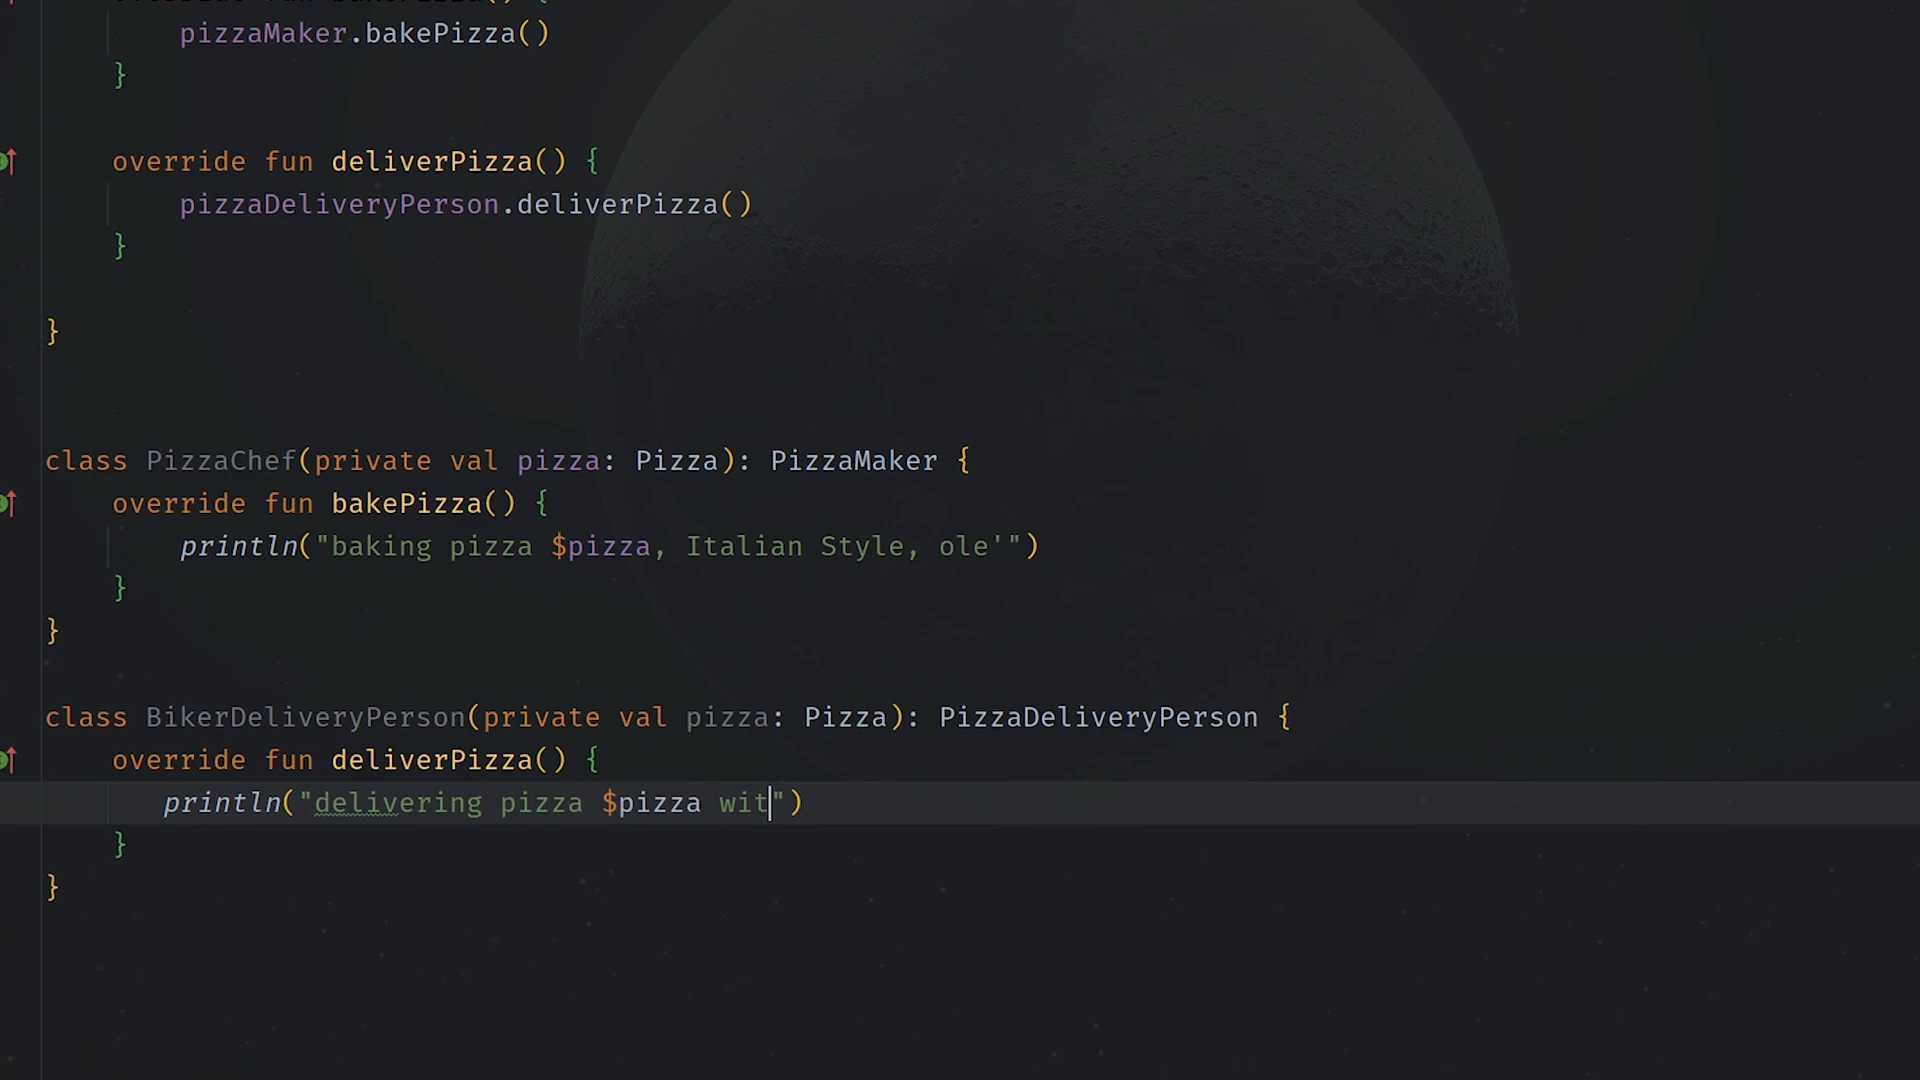 pizzaMaker.bakePizza()
}
override fun deliverPizza() {
pizzaDeliveryPerson.deliverPizza()
}
}
class PizzaChef(private val pizza: Pizza): PizzaMaker {
override fun bakePizza() {
println("baking pizza $pizza, Italian Style, ole'")
}
}
class BikerDeliveryPerson(private val pizza: Pizza): PizzaDeliveryPerson {
override fun deliverPizza() {
println("delivering pizza $pizza wit")
}
}